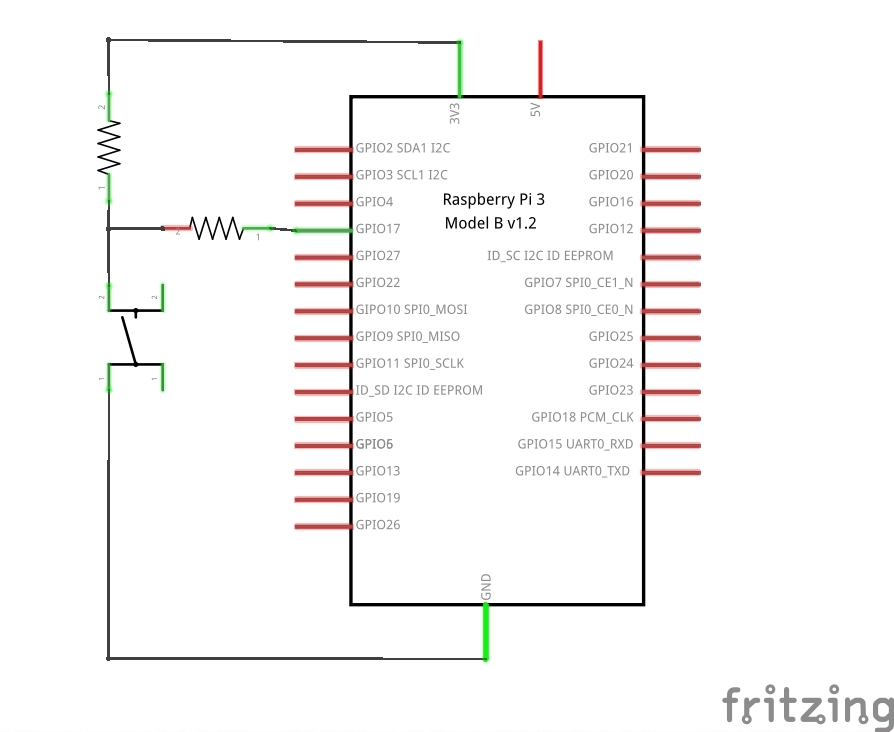 3V3
5V
2
1
2
1
2
2
1
1
GPIO2 SDA1 I2C
GPIO3 SCL1 I2C
GPIO4
GPIO17
GPIO27
GPIO22
GIPO10 SPI0_MOSI
GPIO9 SPI0_MISO
GPIO11 SPI0_SCLK
ID_SD I2C ID EEPROM
GPIO5
GPIO6
GPIO13
GPIO19
GPIO26
Raspberry Pi 3
Model B v1.2
GPIO21
GPIO20
GPIO16
GPIO12
ID_SC I2C ID EEPROM
GPIO7 SPI0_CE1_N
GPIO8 SPI0_CE0_N
GPIO25
GPIO24
GPIO23
GPIO18 PCM_CLK
GPIO15 UART0_RXD
GPIO14 UART0_TXD
GND
fritzing